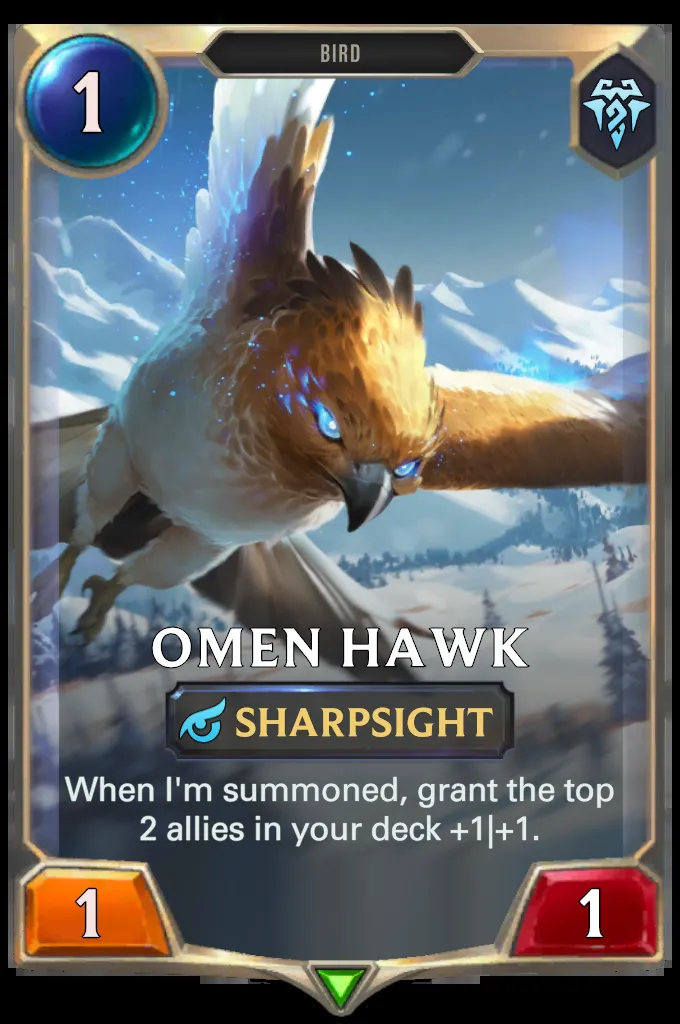 1
BIRD
OMEN HAWK
SHARPSIGHT
When I'm summoned, grant the top
2 allies in your deck +1|+1.
1
1